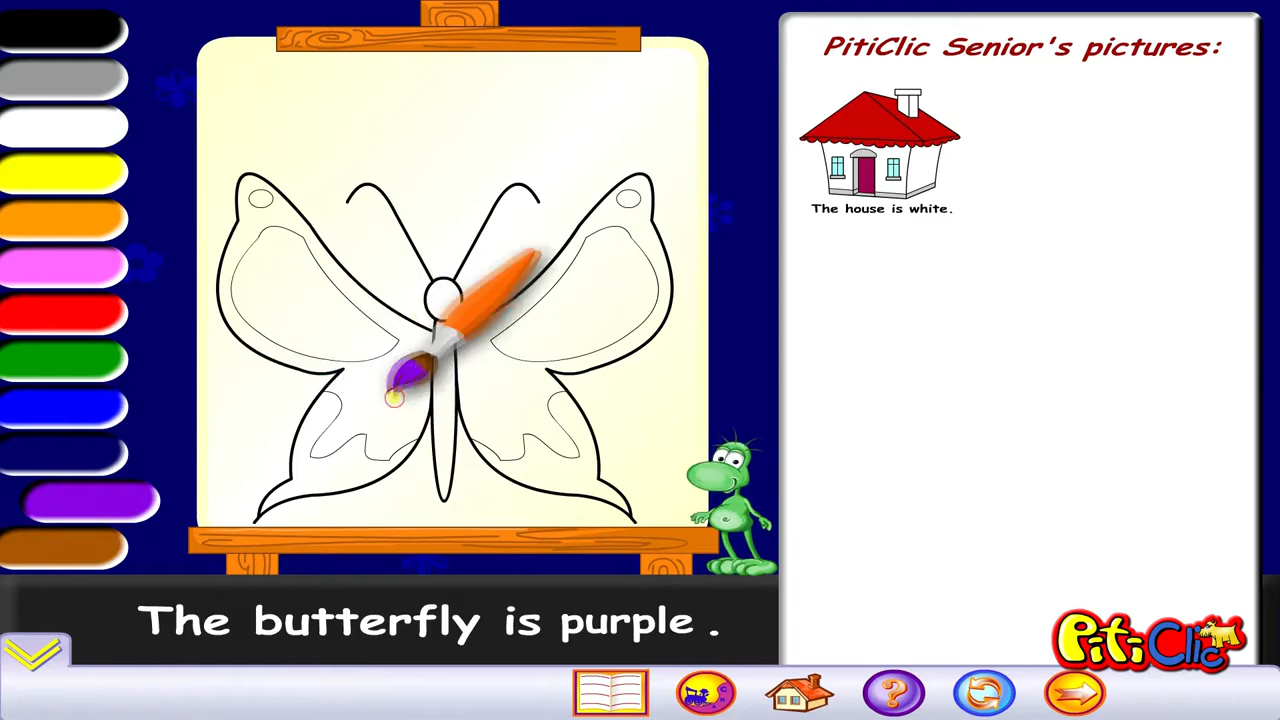 PitiClic Senior's pictures:
The house is white.
The butterfly is purple .
PitiClic
?